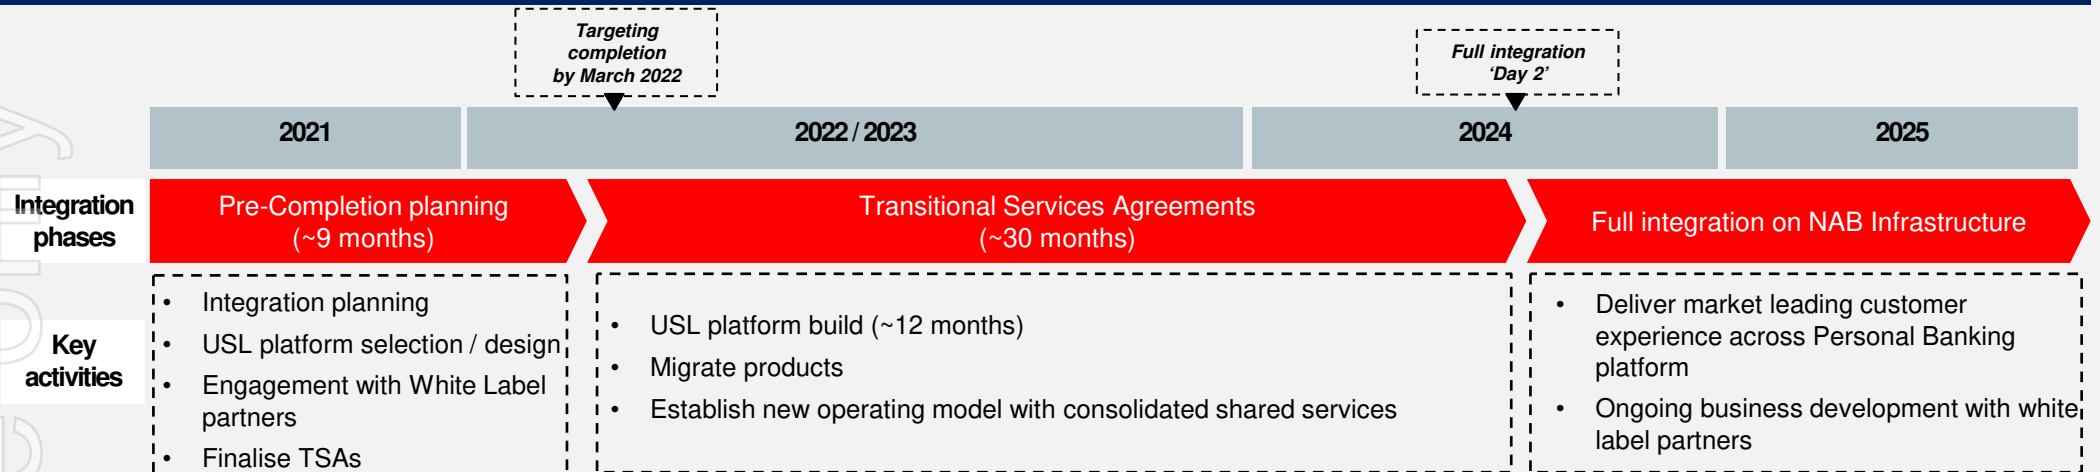 Targeting
completion
by March 2022
Full integration
‘Day 2’
2021
2022 / 2023
2024
2025
Integration
phases
Pre-Completion planning
(~9 months)
Transitional Services Agreements
(~30 months)
Full integration on NAB Infrastructure
Key
activities
• Integration planning
• USL platform selection / design
• Engagement with White Label
partners
• Finalise TSAs
• USL platform build (~12 months)
• Migrate products
• Establish new operating model with consolidated shared services
• Deliver market leading customer
experience across Personal Banking
platform
• Ongoing business development with white
label partners